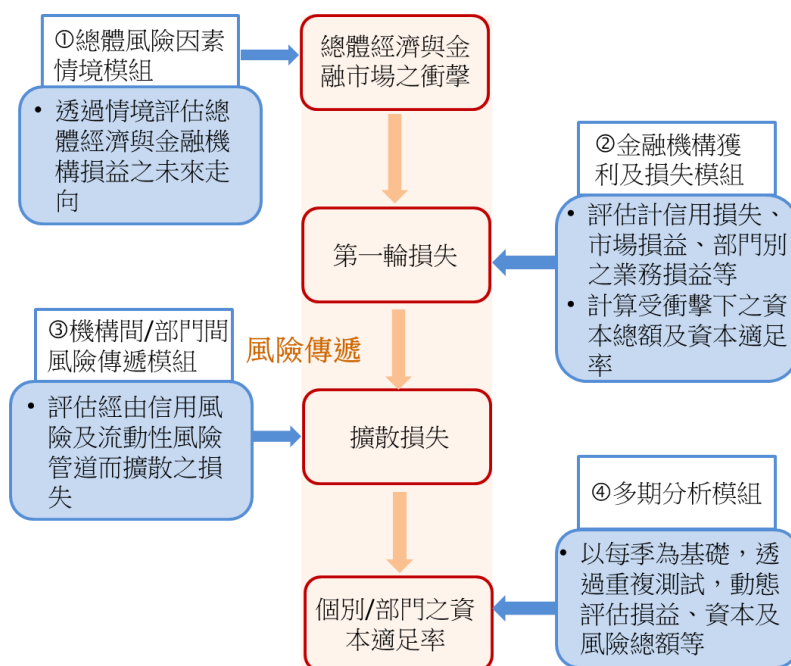 ①總體風險因素
情境模組
• 透過情境評估總
體經濟與金融機
構損益之未來走
向
總體經濟與金
融市場之衝擊
②金融機構獲
利及損失模組
• 評估計信用損失、
市場損益、部門別
之業務損益等
• 計算受衝擊下之資
本總額及資本適足
率
第一輪損失
風險傳遞
③機構間/部門間
風險傳遞模組
• 評估經由信用風
險及流動性風險
管道而擴散之損
失
擴散損失
④多期分析模組
• 以每季為基礎，透
過重複測試，動態
評估損益、資本及
風險總額等
個別/部門之資
本適足率